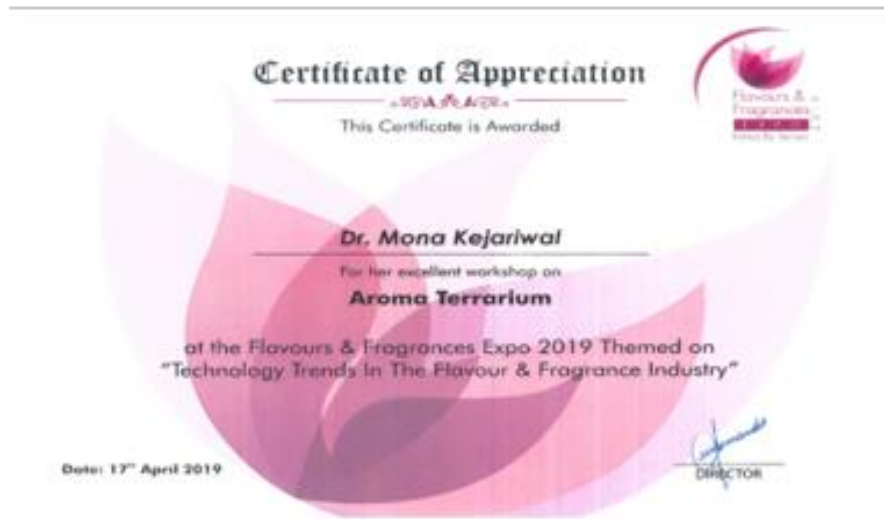 Certificate of Appreciation
This Certificate is Awarded
Flavours &
Fragrances
EXPO
Dr. Mona Kejariwal
For her excellent workshop on
Aroma Terrarium
at the Flavours & Fragrances Expo 2019 Themed on
“Technology Trends In The Flavour & Fragrance Industry”
Date: 17th April 2019
DIRECTOR